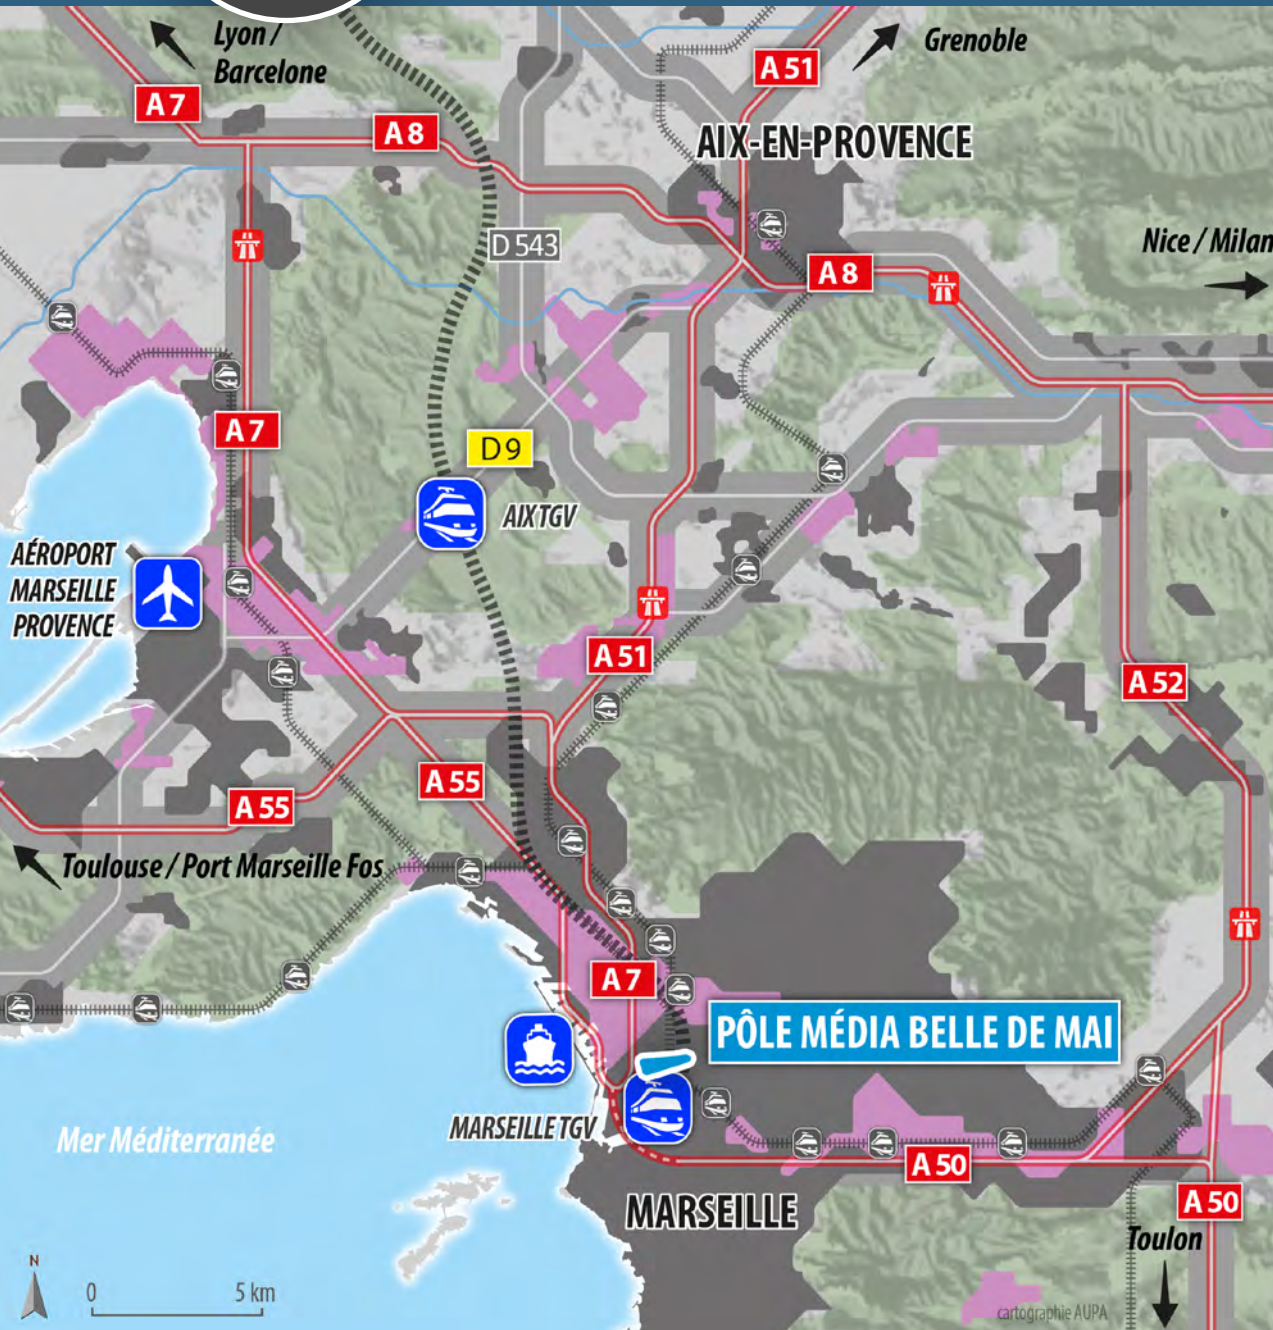 Lyon /
Barcelone
Grenoble
A 51
A 7
A 8
AIX-EN-PROVENCE
D 543
Nice / Milan
A 8
A 7
D 9
AIX TGV
AÉROPORT
MARSEILLE
PROVENCE
A 51
A 52
A 55
A 55
Toulouse / Port Marseille Fos
A 7
PÔLE MÉDIA BELLE DE MAI
MARSEILLE TGV
Mer Méditerranée
A 50
A 50
MARSEILLE
Toulon
N
0 5 km
cartographie AUPA